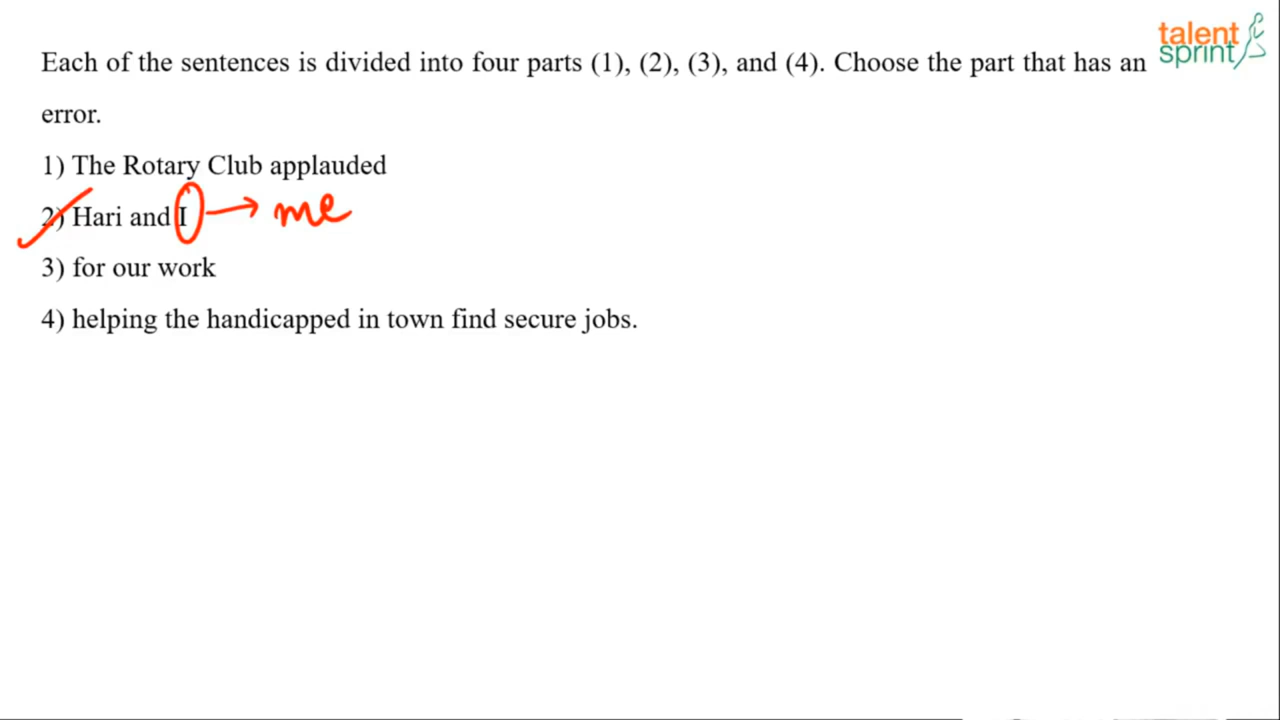 talent
sprint
Each of the sentences is divided into four parts (1), (2), (3), and (4). Choose the part that has an
error.
1) The Rotary Club applauded
2) Hari and I → me
3) for our work
4) helping the handicapped in town find secure jobs.